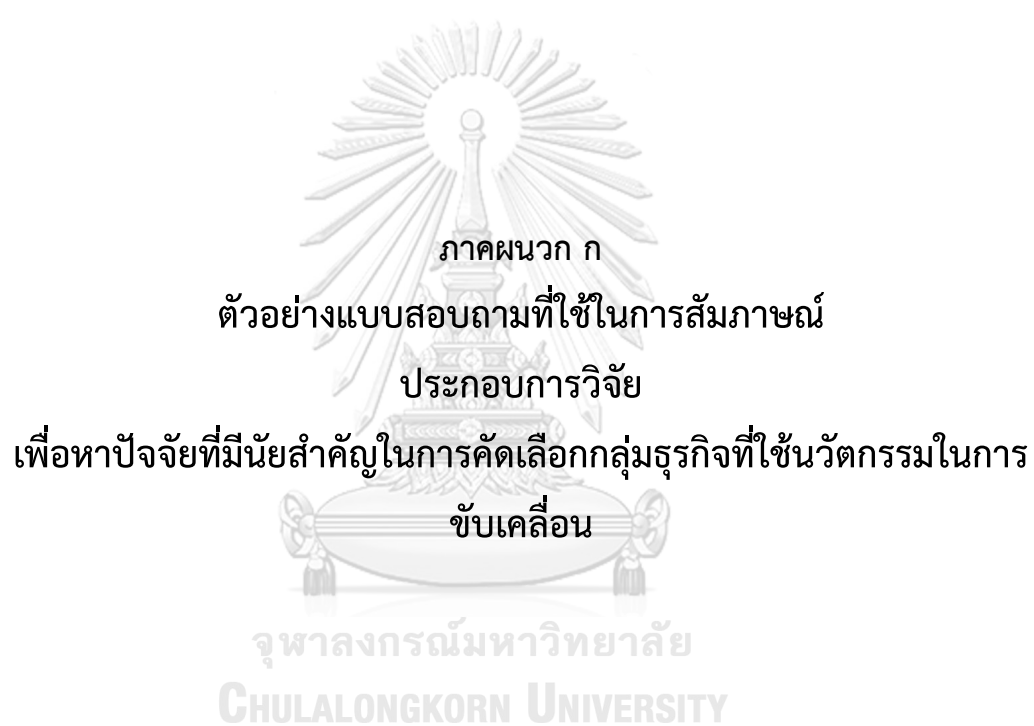 ภาคผนวก ก
ตัวอย่างแบบสอบถามที่ใช้ในการสัมภาษณ์
ประกอบการวิจัย
เพื่อหาปัจจัยที่มีนัยสำคัญในการคัดเลือกกลุ่มธุรกิจที่ใช้นวัตกรรมในการ
ขับเคลื่อน
จุฬาลงกรณ์มหาวิทยาลัย
CHULALONGKORN UNIVERSITY